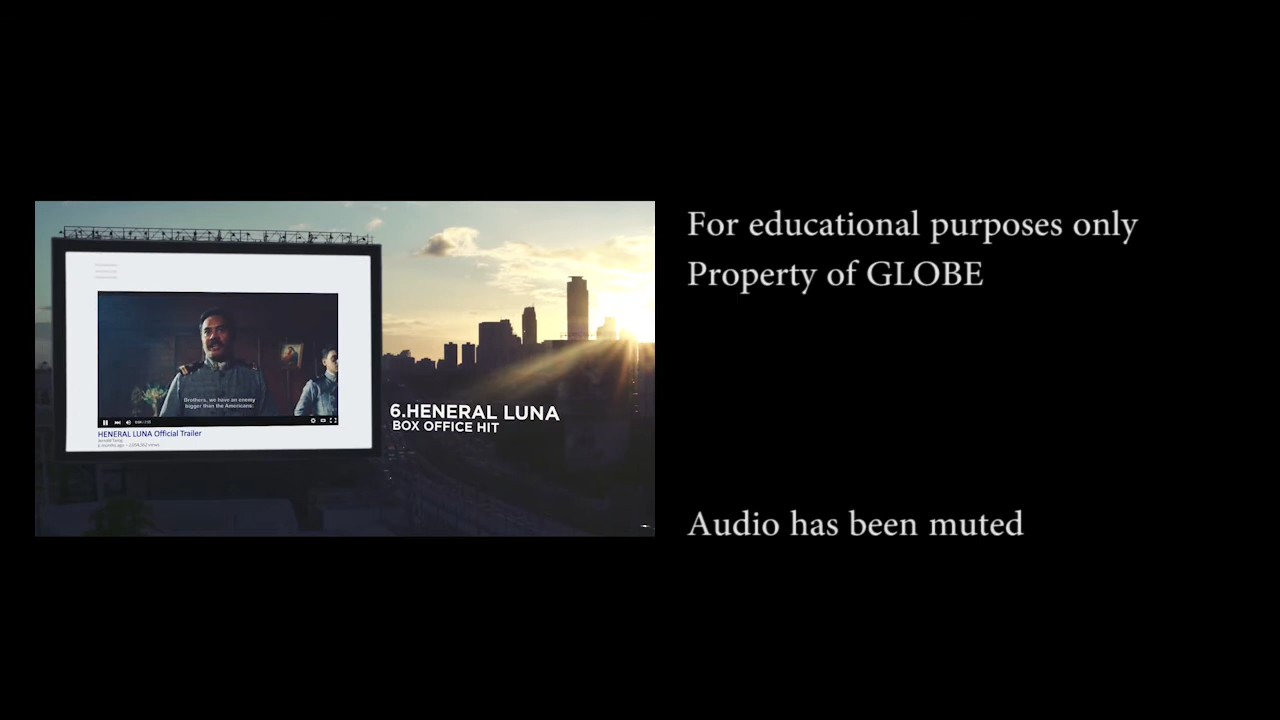 For educational purposes only
Property of GLOBE
Audio has been muted
6.HENERAL LUNA
BOX OFFICE HIT
Brothers, we have an enemy
bigger than the Americans:
HENERAL LUNA Official Trailer